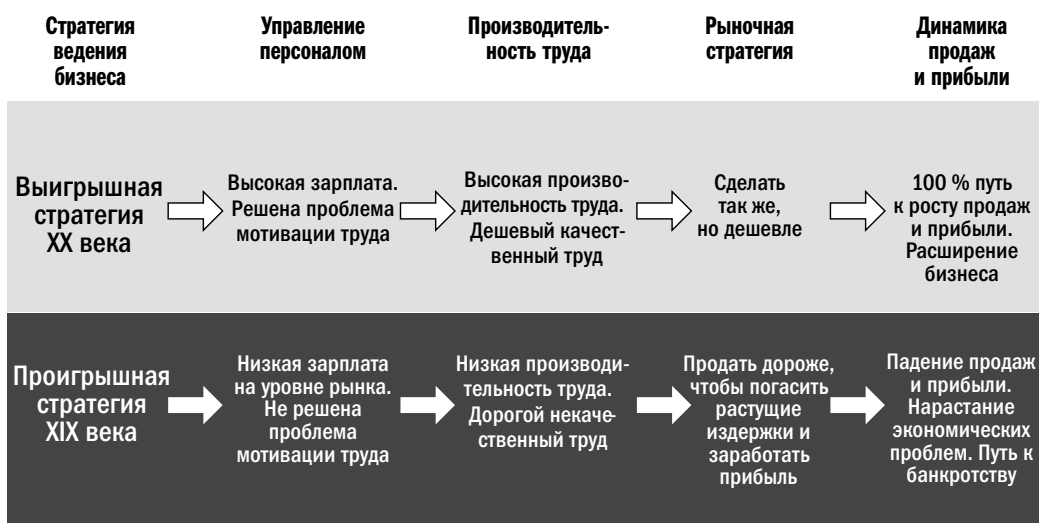 Стратегия
ведения
бизнеса
Управление
персоналом
Производитель-
ность труда
Рыночная
стратегия
Динамика
продаж
и прибыли
Выигрышная
стратегия
XX века
Высокая зарплата.
Решена проблема
мотивации труда
Высокая произво-
дительность труда.
Дешевый качест-
венный труд
Сделать
так же,
но дешевле
100 % путь
к росту продаж
и прибыли.
Расширение
бизнеса
Проигрышная
стратегия
XIX века
Низкая зарплата
на уровне рынка.
Не решена
проблема
мотивации труда
Низкая производи-
тельность труда.
Дорогой некаче-
ственный труд
Продать дороже,
чтобы погасить
растущие
издержки и
заработать
прибыль
Падение продаж
и прибыли.
Нарастание
экономических
проблем. Путь к
банкротству